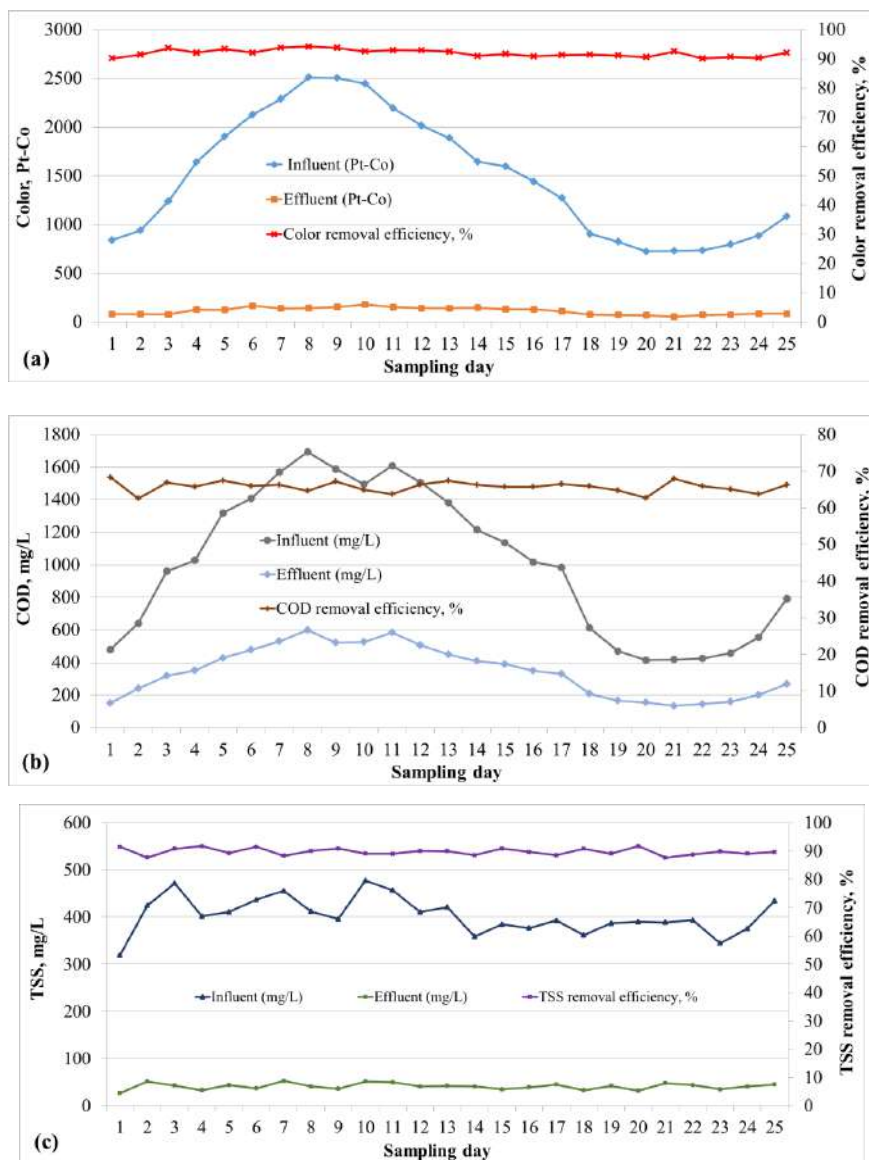 3000
2500
2000
1500
1000
500
0
Color, Pt-Co
Influent (Pt-Co)
Effluent (Pt-Co)
Color removal efficiency, %
100
90
80
70
60
50
40
30
20
10
0
Color removal efficiency, %
1 2 3 4 5 6 7 8 9 10 11 12 13 14 15 16 17 18 19 20 21 22 23 24 25
Sampling day
(a)
1800
1600
1400
1200
1000
800
600
400
200
0
COD, mg/L
Influent (mg/L)
Effluent (mg/L)
COD removal efficiency, %
80
70
60
50
40
30
20
10
0
COD removal efficiency, %
1 2 3 4 5 6 7 8 9 10 11 12 13 14 15 16 17 18 19 20 21 22 23 24 25
Sampling day
(b)
600
500
400
300
200
100
0
TSS, mg/L
Influent (mg/L) Effluent (mg/L) TSS removal efficiency, %
100
90
80
70
60
50
40
30
20
10
0
TSS removal efficiency, %
1 2 3 4 5 6 7 8 9 10 11 12 13 14 15 16 17 18 19 20 21 22 23 24 25
Sampling day
(c)